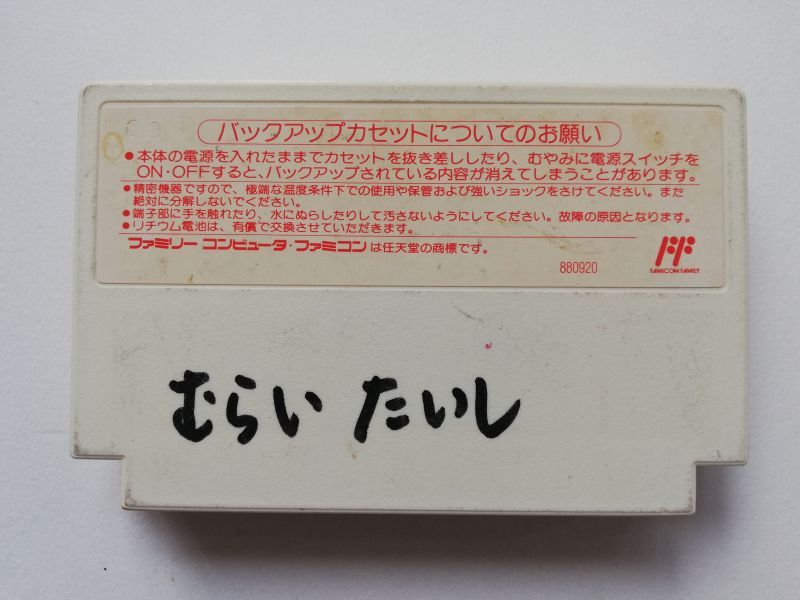 バックアップカセットについてのお願い
●本体の電源を入れたままでカセットを抜き差ししたり、むやみに電源スイッチを
ON・OFFすると、バックアップされている内容が消えてしまうことがあります。
●精密機器ですので、極端な温度条件下での使用や保管および強いショックをさけてください。また
絶対に分解しないでください。
●端子部に手を触れたり、水にぬらしたりして汚さないようにしてください。故障の原因となります。
●リチウム電池は、有償で交換させていただきます。
ファミリー コンピュータ・ファミコンは任天堂の商標です。
FAMICOM FAMILY
880920
むらい たいし